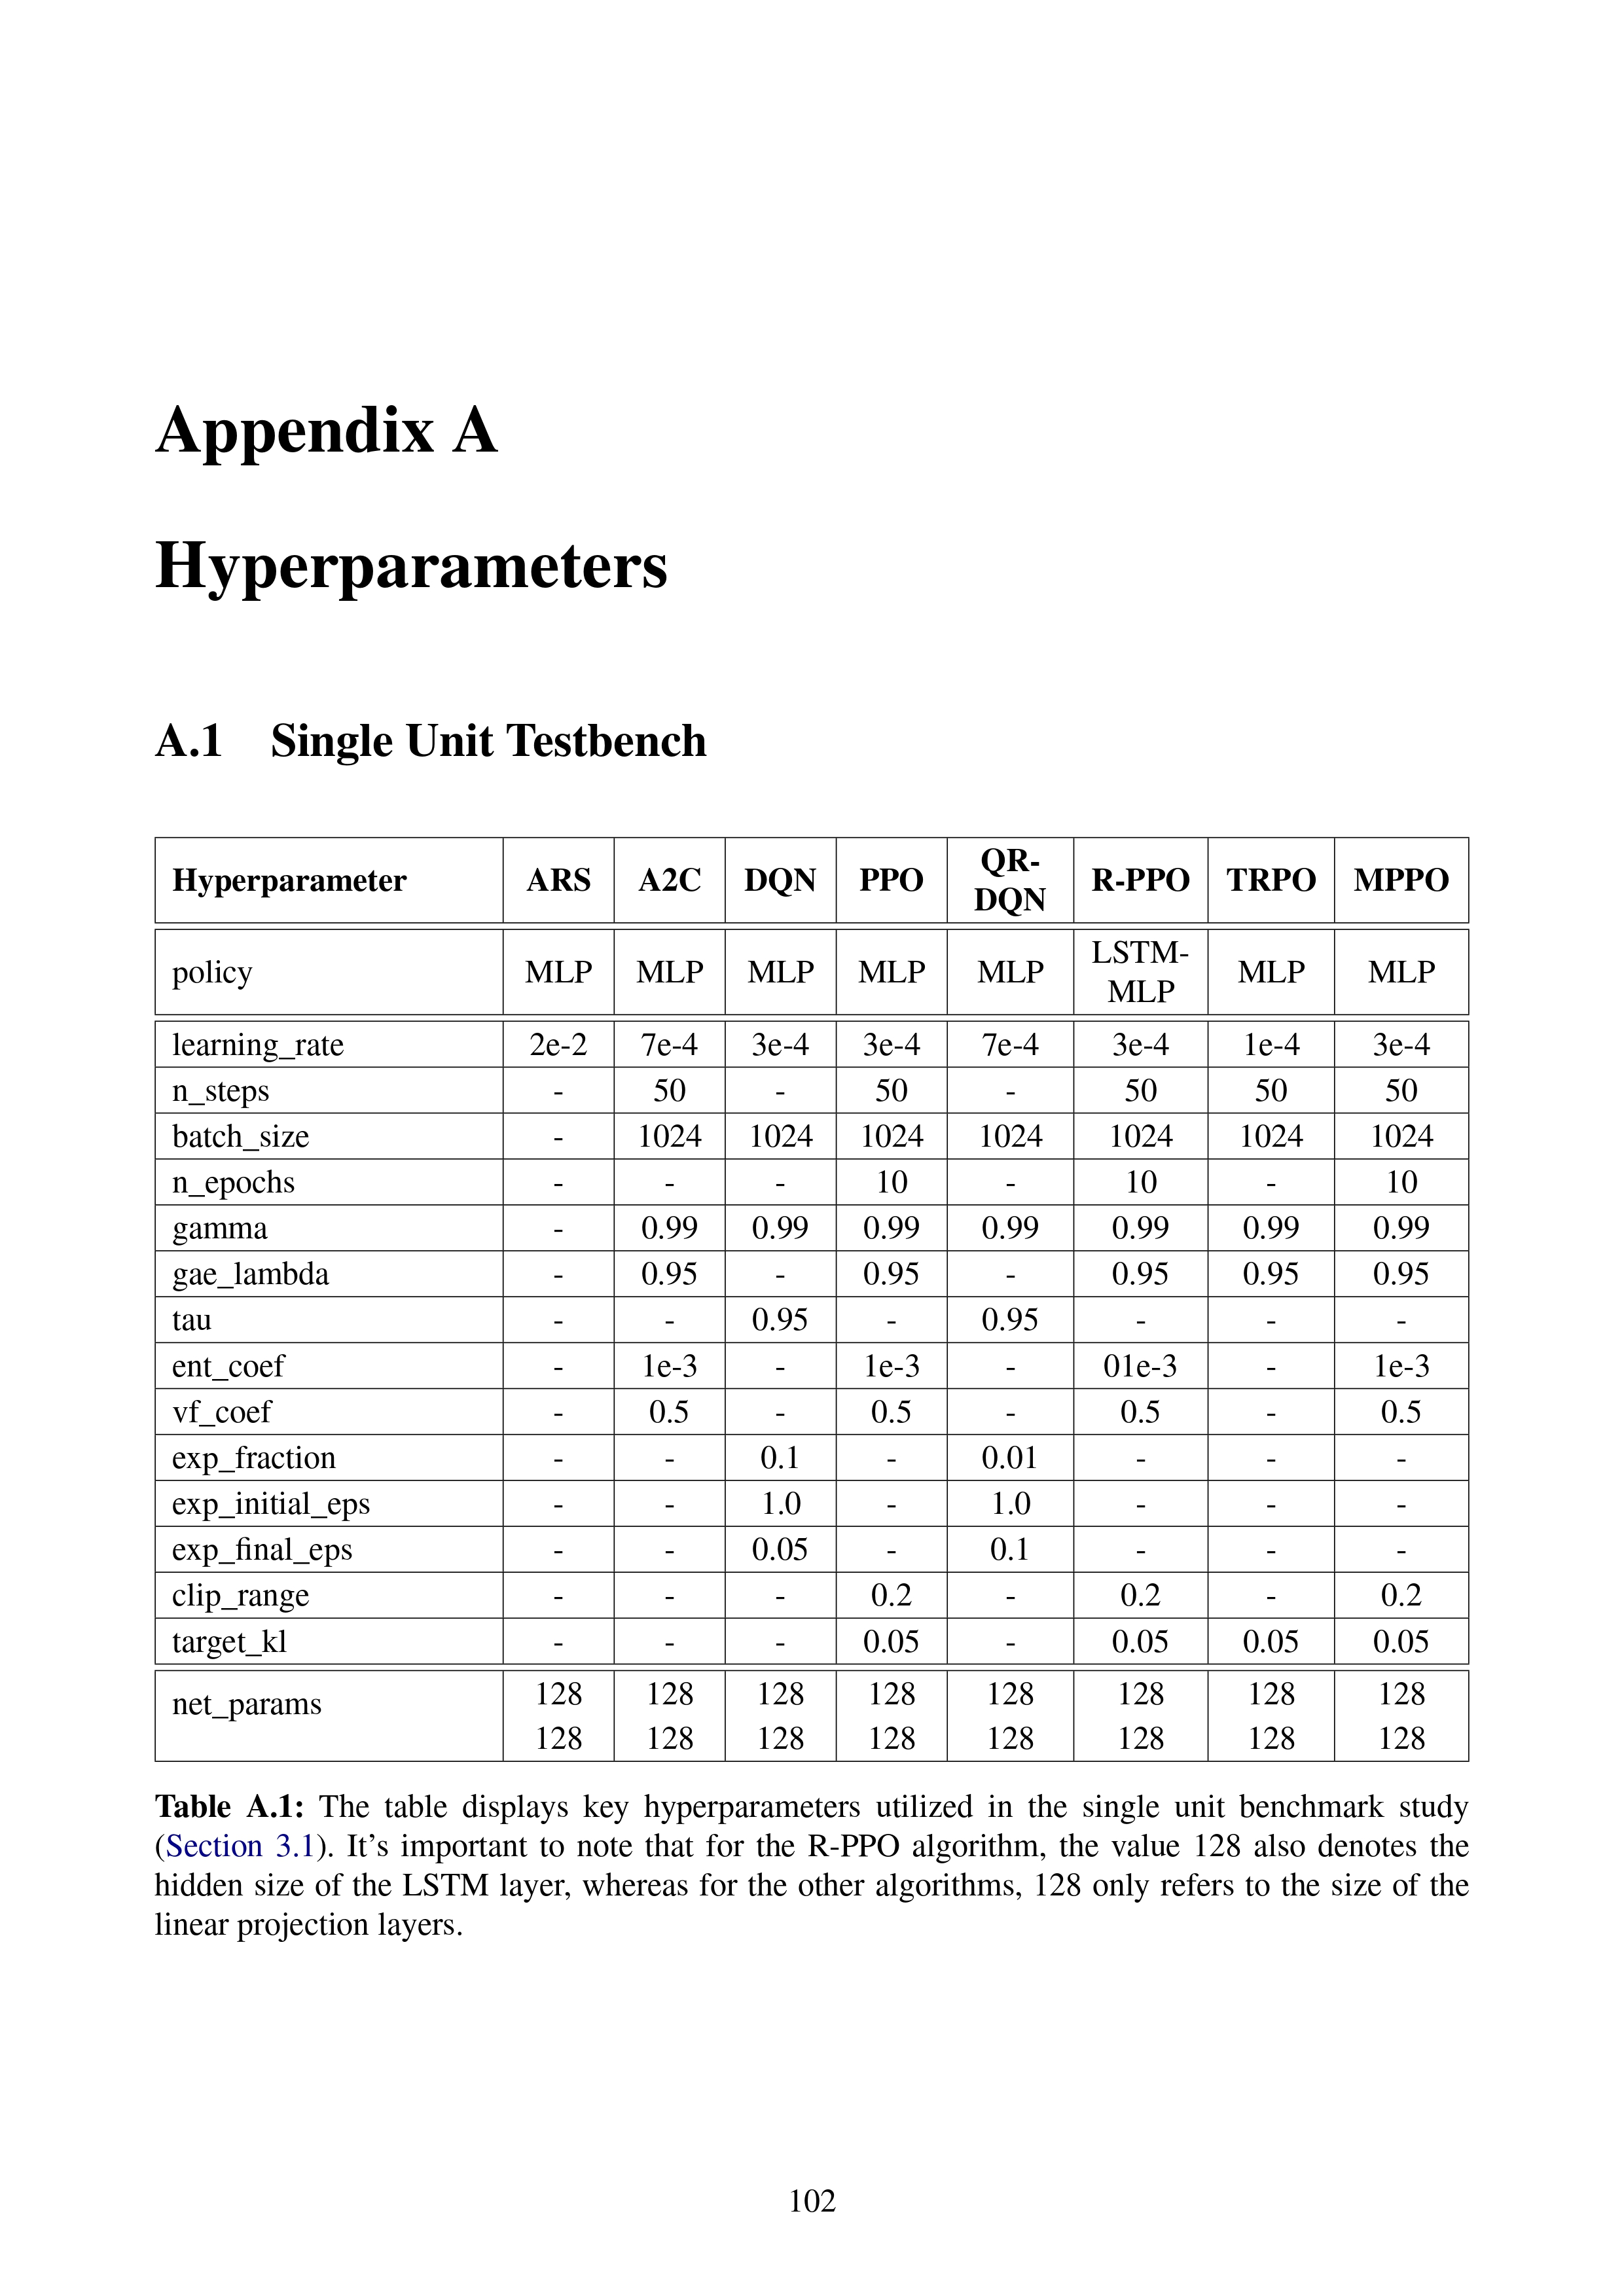 Appendix A
Hyperparameters
A.1 Single Unit Testbench
Hyperparameter ARS A2C DQN PPO QR-DQN R-PPO TRPO MPPO
policy MLP MLP MLP MLP MLP LSTM-MLP MLP MLP
learning_rate 2e-2 7e-4 3e-4 3e-4 7e-4 3e-4 1e-4 3e-4
n_steps - 50 - 50 - 50 50 50
batch_size - 1024 1024 1024 1024 1024 1024 1024
n_epochs - - - 10 - 10 - 10
gamma - 0.99 0.99 0.99 0.99 0.99 0.99 0.99
gae_lambda - 0.95 - 0.95 - 0.95 0.95 0.95
tau - - 0.95 - 0.95 - - -
ent_coef - 1e-3 - 1e-3 - 01e-3 - 1e-3
vf_coef - 0.5 - 0.5 - 0.5 - 0.5
exp_fraction - - 0.1 - 0.01 - - -
exp_initial_eps - - 1.0 - 1.0 - - -
exp_final_eps - - 0.05 - 0.1 - - -
clip_range - - - 0.2 - 0.2 - 0.2
target_kl - - - 0.05 - 0.05 0.05 0.05
net_params 128 128 128 128 128 128 128 128
128 128 128 128 128 128 128 128
Table A.1: The table displays key hyperparameters utilized in the single unit benchmark study
(Section 3.1). It's important to note that for the R-PPO algorithm, the value 128 also denotes the
hidden size of the LSTM layer, whereas for the other algorithms, 128 only refers to the size of the
linear projection layers.
102